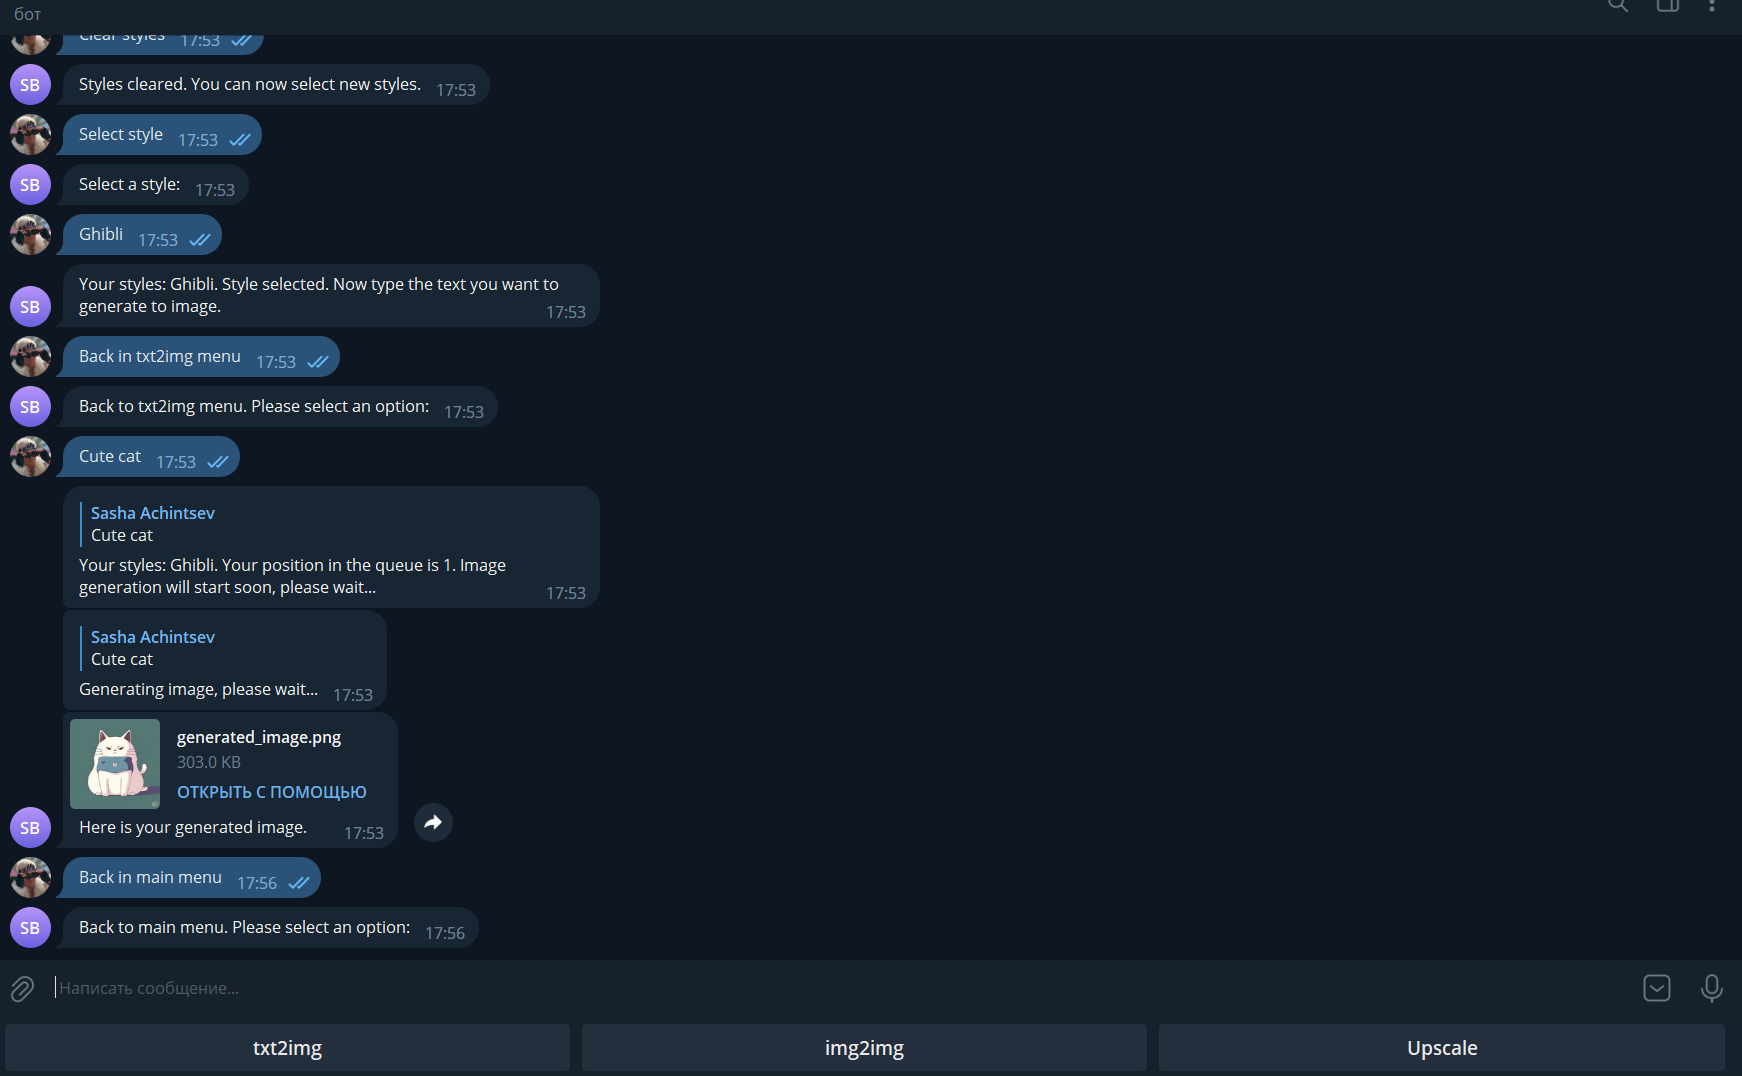 бот
Clear styles 17:53
SB
Styles cleared. You can now select new styles. 17:53
Select style 17:53
SB
Select a style: 17:53
Ghibli 17:53
Your styles: Ghibli. Style selected. Now type the text you want to
generate to image. 17:53
SB
Back in txt2img menu 17:53
SB
Back to txt2img menu. Please select an option: 17:53
Cute cat 17:53
Sasha Achintsev
Cute cat
Your styles: Ghibli. Your position in the queue is 1. Image
generation will start soon, please wait... 17:53
Sasha Achintsev
Cute cat
Generating image, please wait... 17:53
generated_image.png
303.0 KB
ОТКРЫТЬ С ПОМОЩЬЮ
SB
Here is your generated image. 17:53
Back in main menu 17:56
SB
Back to main menu. Please select an option: 17:56
Написать сообщение...
txt2img
img2img
Upscale